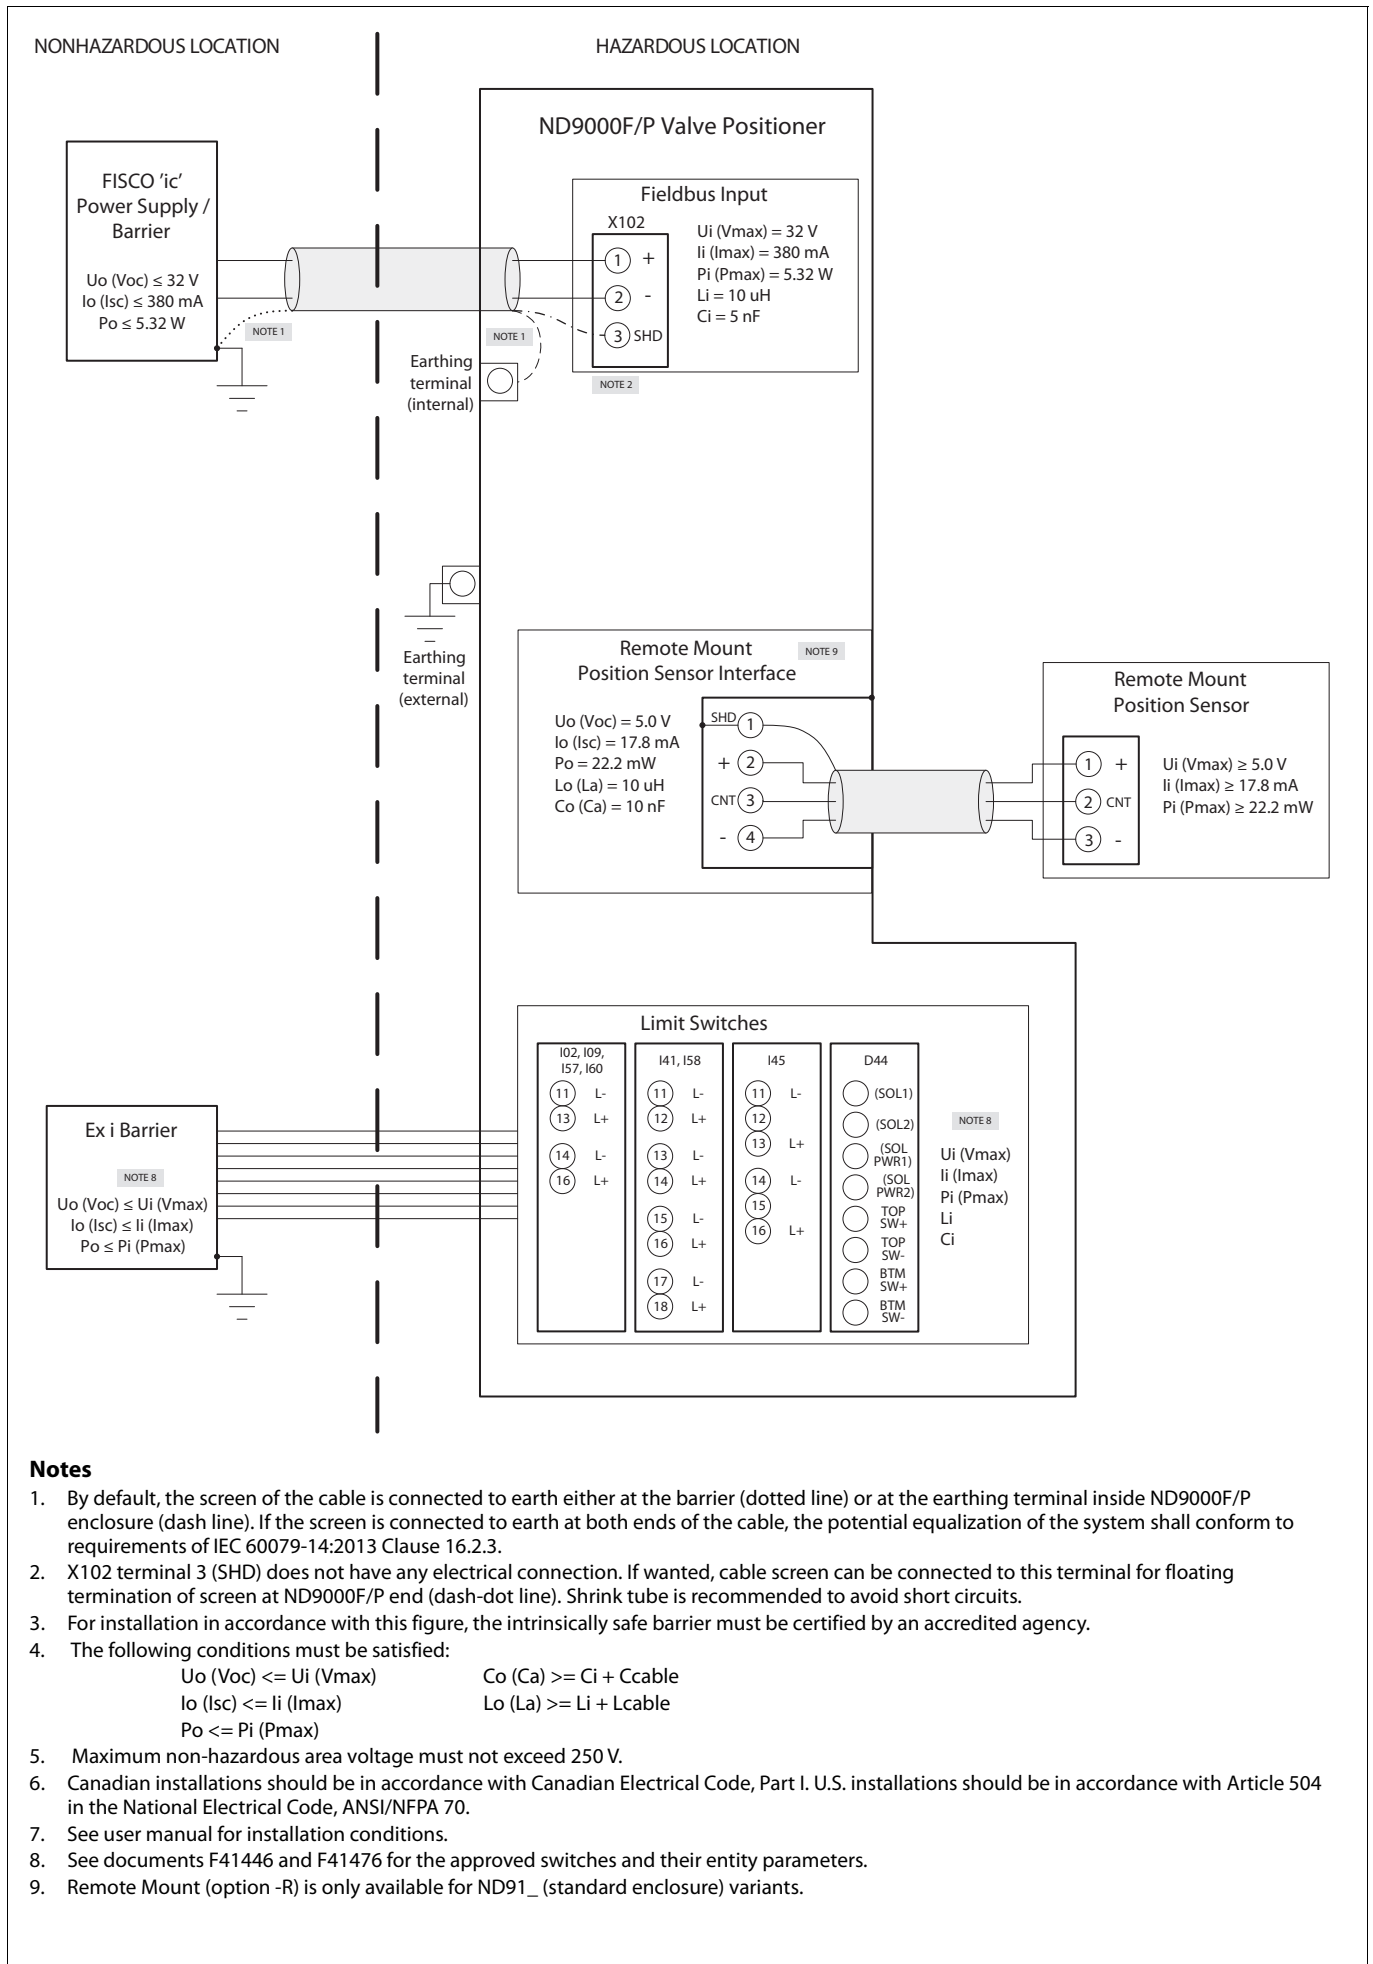 NONHAZARDOUS LOCATION
HAZARDOUS LOCATION
ND9000F/P Valve Positioner
FISCO 'ic'
Power Supply /
Barrier
Uo (Voc) ≤ 32 V
Io (Isc) ≤ 380 mA
Po ≤ 5.32 W
NOTE 1
Fieldbus Input
X102
1 +
2 -
3 SHD
Ui (Vmax) = 32 V
Ii (Imax) = 380 mA
Pi (Pmax) = 5.32 W
Li = 10 uH
Ci = 5 nF
NOTE 1
NOTE 2
Earthing
terminal
(internal)
Earthing
terminal
(external)
Remote Mount
Position Sensor Interface
NOTE 9
Uo (Voc) = 5.0 V
Io (Isc) = 17.8 mA
Po = 22.2 mW
Lo (La) = 10 uH
Co (Ca) = 10 nF
SHD 1
+ 2
CNT 3
- 4
Remote Mount
Position Sensor
1 +
2 CNT
3 -
Ui (Vmax) ≥ 5.0 V
Ii (Imax) ≥ 17.8 mA
Pi (Pmax) ≥ 22.2 mW
Limit Switches
I02, I09,
I57, I60
11 L-
13 L+
14 L-
16 L+
I41, I58
11 L-
12 L+
13 L-
14 L+
15 L-
16 L+
17 L-
18 L+
I45
11 L-
12
13 L+
14 L-
15
16 L+
D44
(SOL1)
(SOL2)
(SOL
PWR1)
(SOL
PWR2)
TOP
SW+
TOP
SW-
BTM
SW+
BTM
SW-
NOTE 8
Ui (Vmax)
Ii (Imax)
Pi (Pmax)
Li
Ci
Ex i Barrier
NOTE 8
Uo (Voc) ≤ Ui (Vmax)
Io (Isc) ≤ Ii (Imax)
Po ≤ Pi (Pmax)
Notes
1. By default, the screen of the cable is connected to earth either at the barrier (dotted line) or at the earthing terminal inside ND9000F/P
enclosure (dash line). If the screen is connected to earth at both ends of the cable, the potential equalization of the system shall conform to
requirements of IEC 60079-14:2013 Clause 16.2.3.
2. X102 terminal 3 (SHD) does not have any electrical connection. If wanted, cable screen can be connected to this terminal for floating
termination of screen at ND9000F/P end (dash-dot line). Shrink tube is recommended to avoid short circuits.
3. For installation in accordance with this figure, the intrinsically safe barrier must be certified by an accredited agency.
4. The following conditions must be satisfied:
Uo (Voc) <= Ui (Vmax) Co (Ca) >= Ci + Ccable
Io (Isc) <= Ii (Imax) Lo (La) >= Li + Lcable
Po <= Pi (Pmax)
5. Maximum non-hazardous area voltage must not exceed 250 V.
6. Canadian installations should be in accordance with Canadian Electrical Code, Part I. U.S. installations should be in accordance with Article 504
in the National Electrical Code, ANSI/NFPA 70.
7. See user manual for installation conditions.
8. See documents F41446 and F41476 for the approved switches and their entity parameters.
9. Remote Mount (option -R) is only available for ND91_ (standard enclosure) variants.